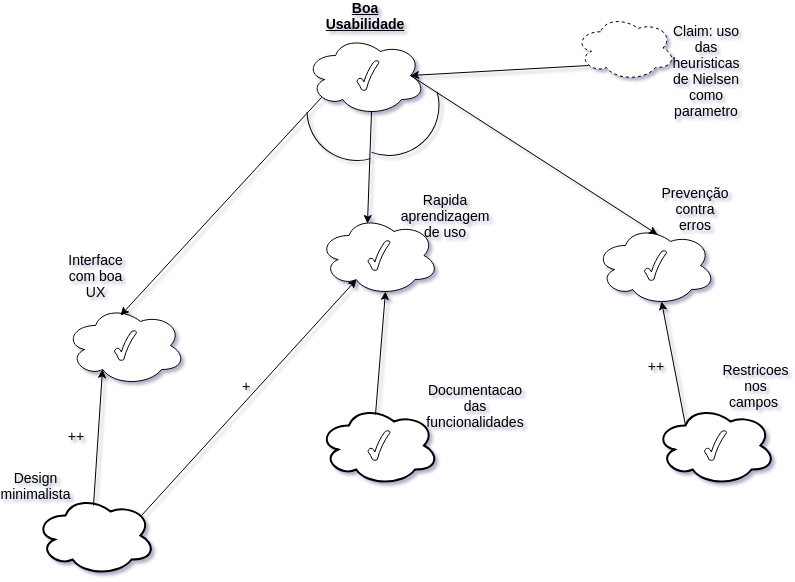 Boa
Usabilidade
Claim: uso
das
heuristicas
de Nielsen
como
parametro
Rapida
aprendizagem
de uso
Prevenção
contra
erros
Interface
com boa
UX
++
+
++
Documentacao
das
funcionalidades
Restricoes
nos
campos
Design
minimalista